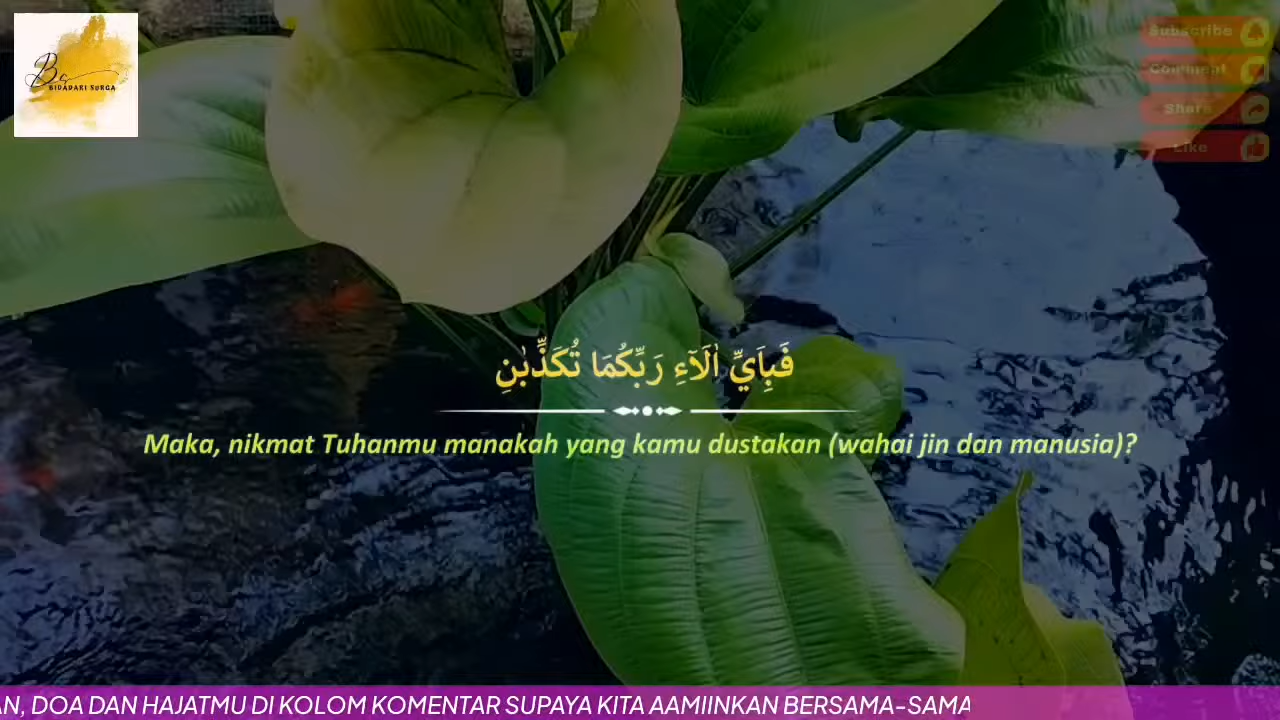 Bs
BIDADARI SURGA
Subscribe
Comment
Share
Like
فَبِاَيِّ اٰلَاۤءِ رَبِّكُمَا تُكَذِّبٰنِ
Maka, nikmat Tuhanmu manakah yang kamu dustakan (wahai jin dan manusia)?
AN, DOA DAN HAJATMU DI KOLOM KOMENTAR SUPAYA KITA AAMIINKAN BERSAMA-SAMA